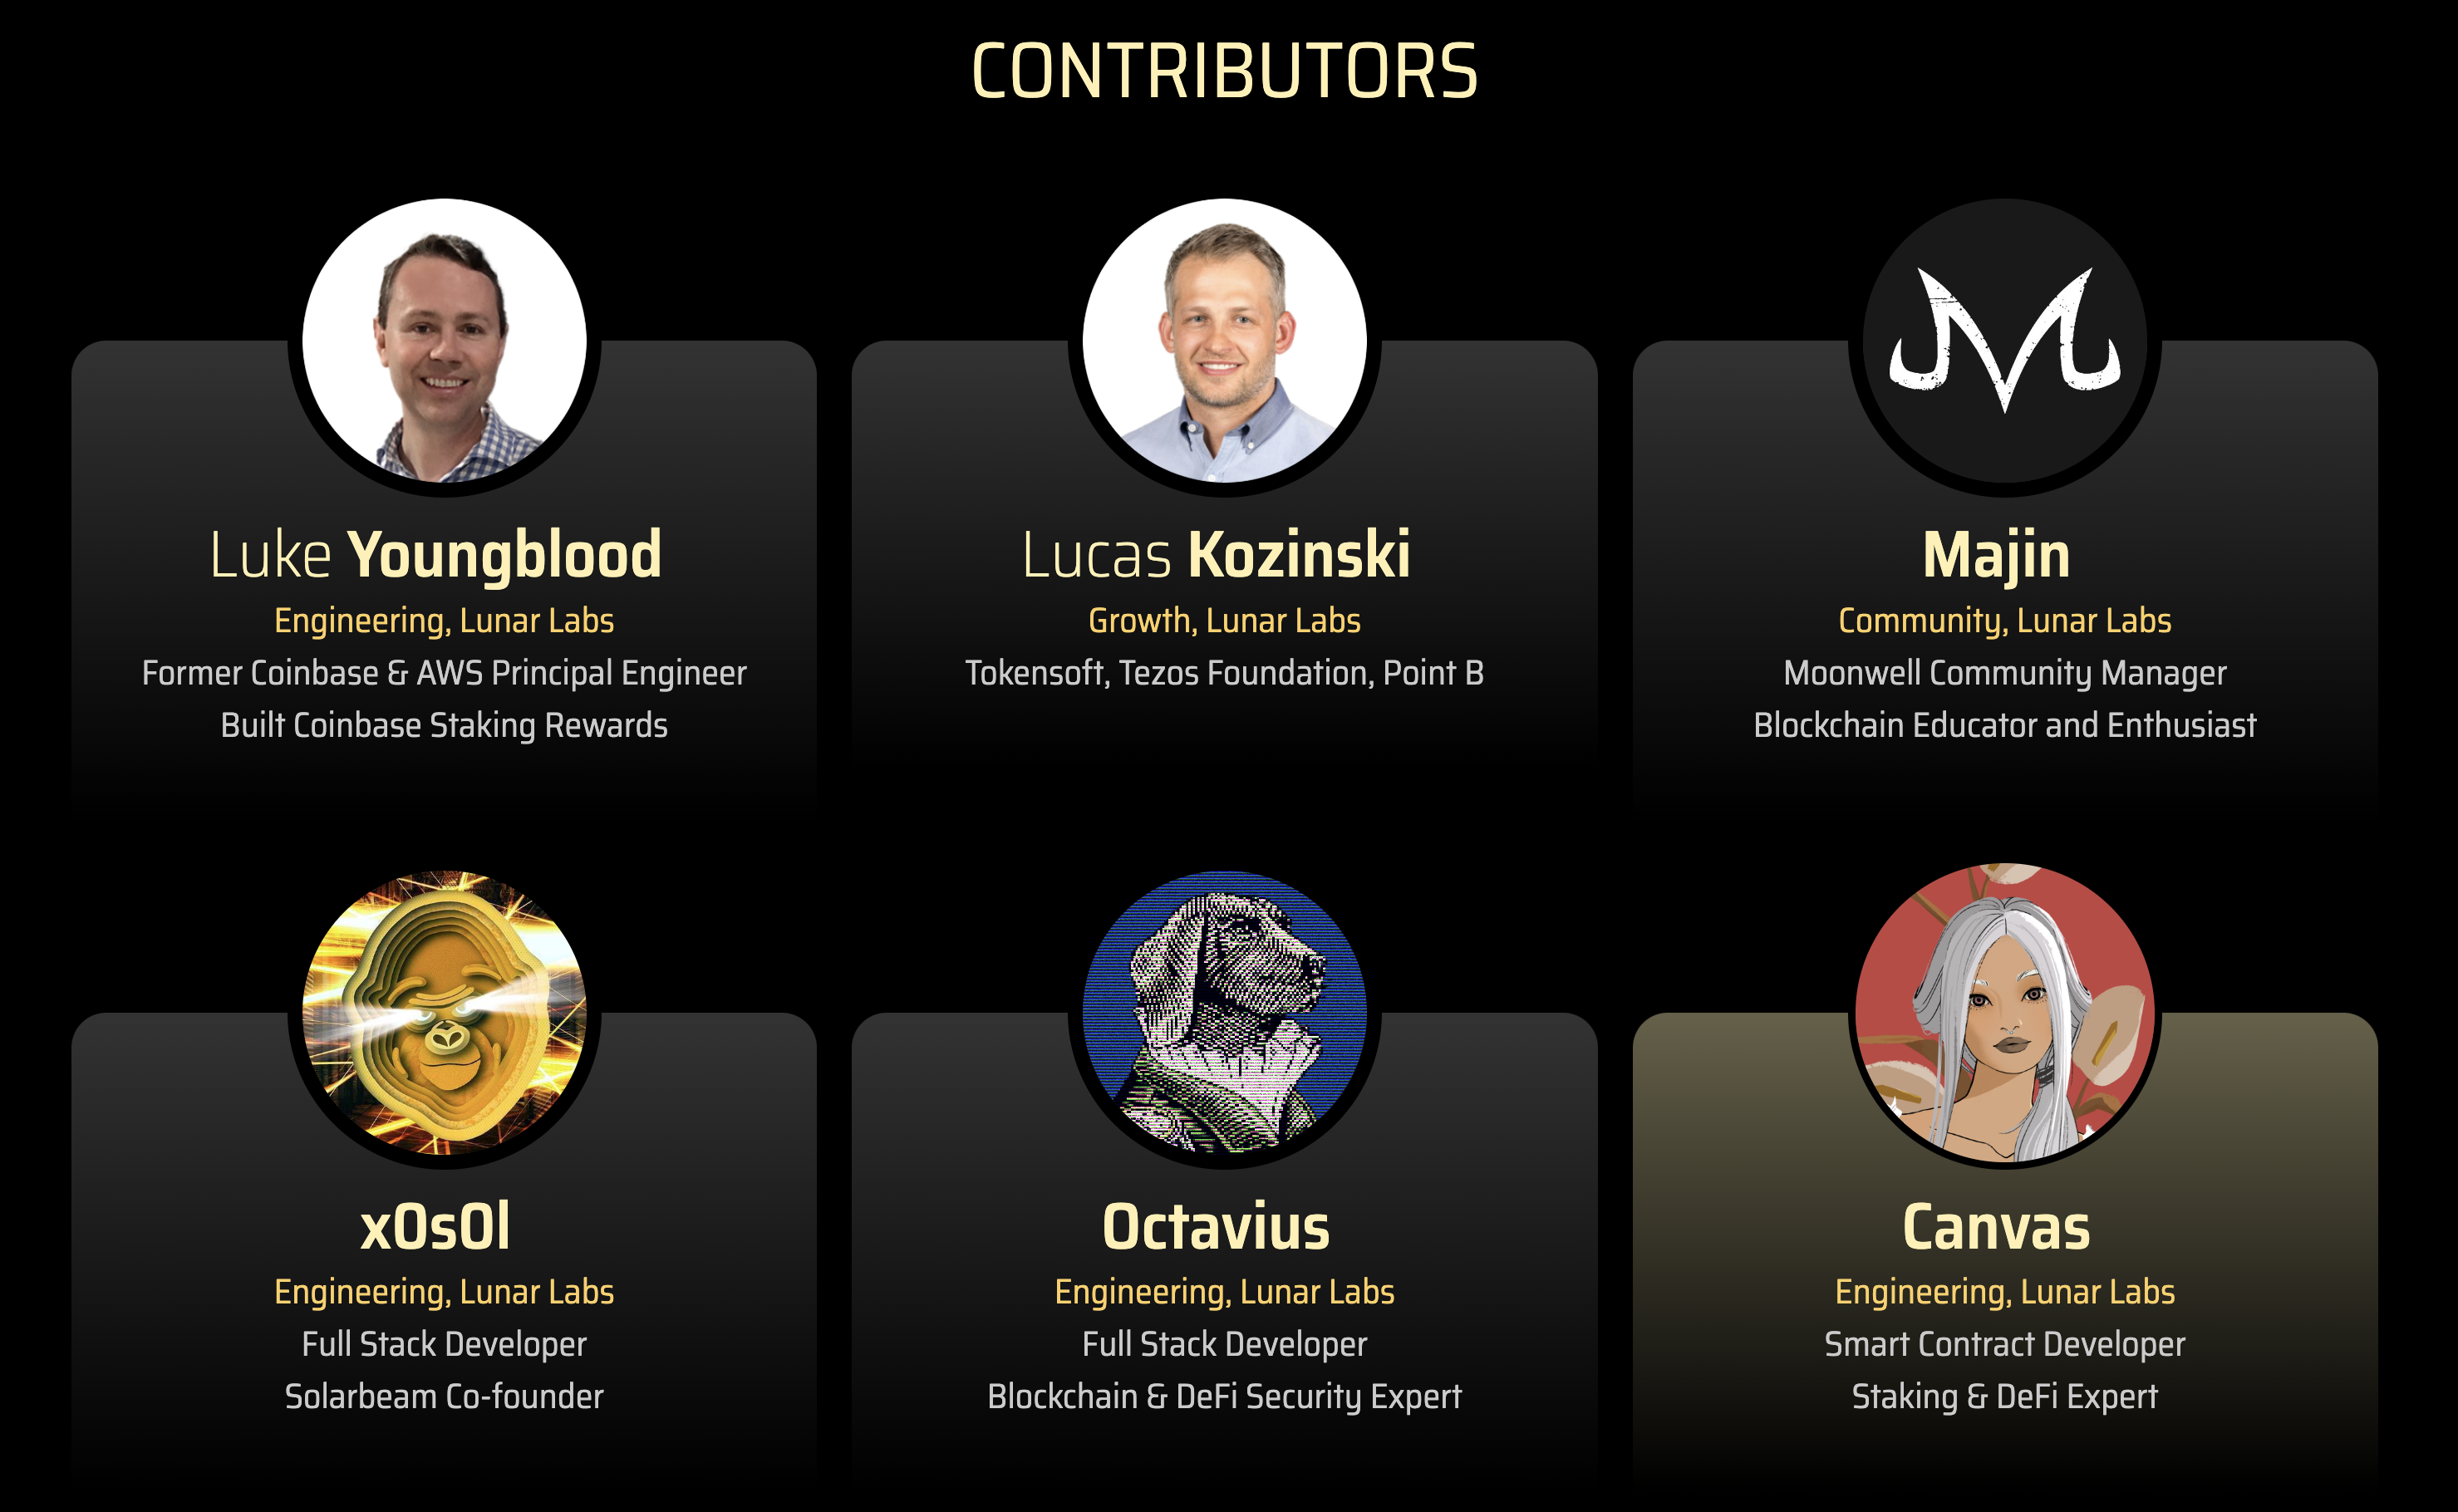 CONTRIBUTORS
Luke Youngblood
Engineering, Lunar Labs
Former Coinbase & AWS Principal Engineer
Built Coinbase Staking Rewards
Lucas Kozinski
Growth, Lunar Labs
Tokensoft, Tezos Foundation, Point B
Majin
Community, Lunar Labs
Moonwell Community Manager
Blockchain Educator and Enthusiast
x0s0l
Engineering, Lunar Labs
Full Stack Developer
Solarbeam Co-founder
Octavius
Engineering, Lunar Labs
Full Stack Developer
Blockchain & DeFi Security Expert
Canvas
Engineering, Lunar Labs
Smart Contract Developer
Staking & DeFi Expert